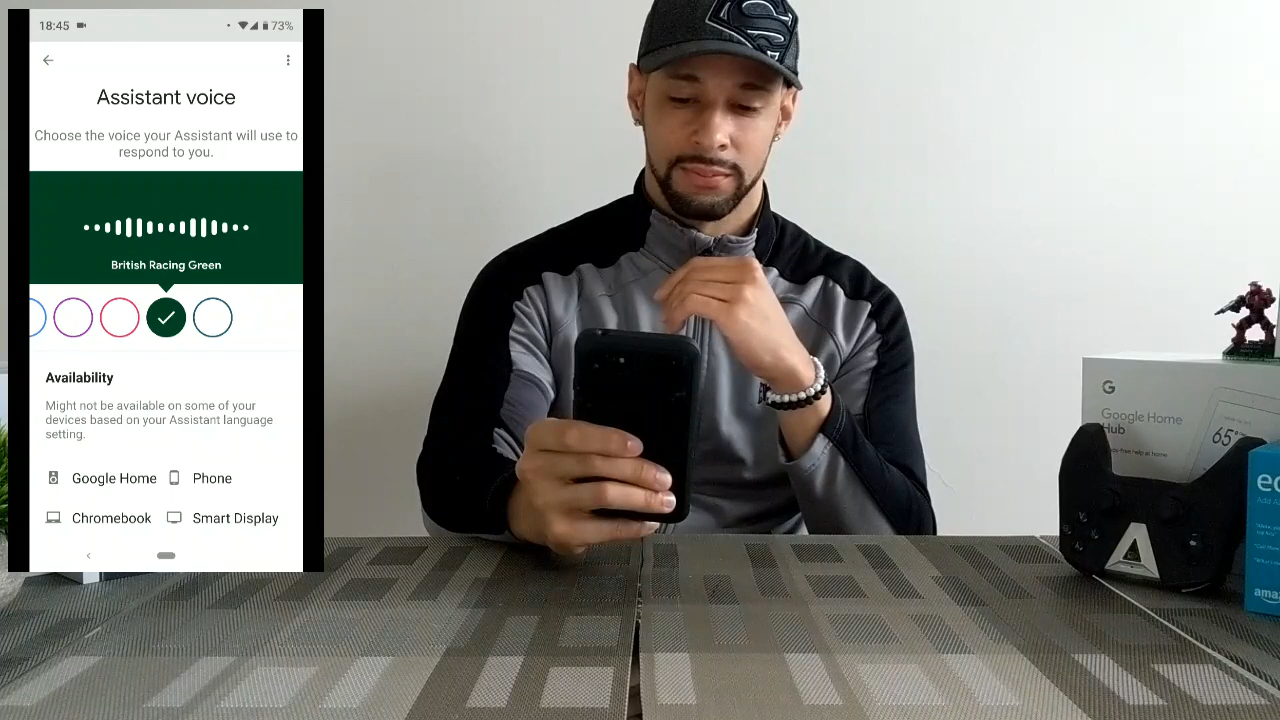 18:45
73%
Assistant voice
Choose the voice your Assistant will use to
respond to you.
British Racing Green
Availability
Might not be available on some of your
devices based on your Assistant language
setting.
Google Home
Phone
Chromebook
Smart Display
G
Google Home
Hub
65°
A